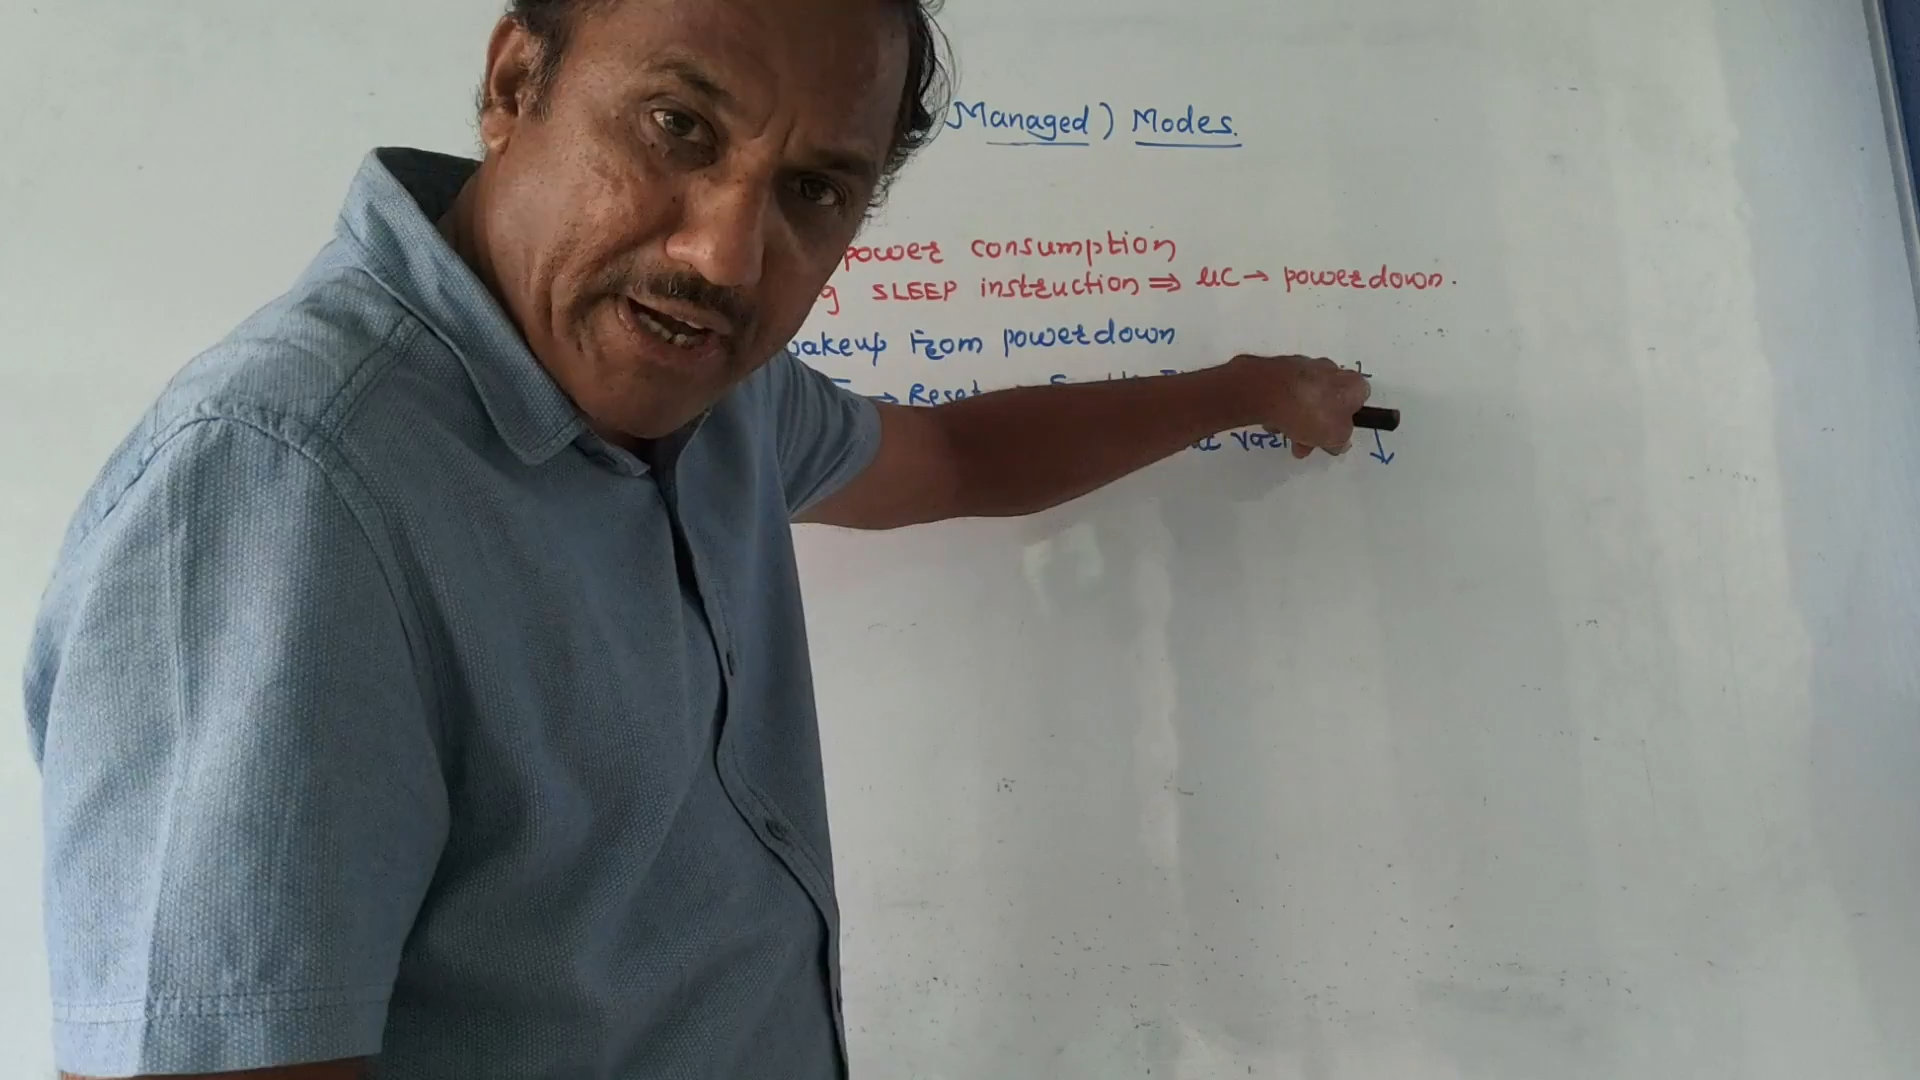 Managed) Modes.
power consumption
g SLEEP instruction ⇒ uC → powerdown.
wakeup from powerdown
→ Reset